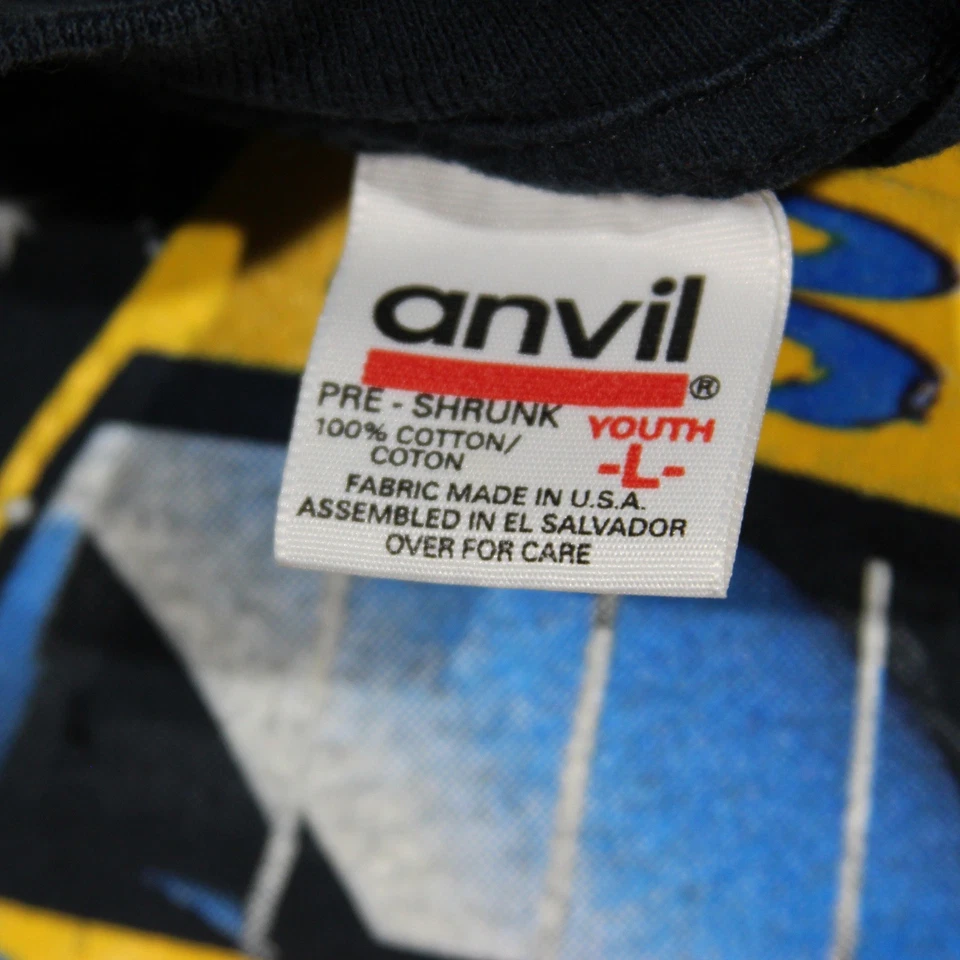 anvil®
PRE - SHRUNK
YOUTH
100% COTTON/
COTON
-L-
FABRIC MADE IN U.S.A.
ASSEMBLED IN EL SALVADOR
OVER FOR CARE